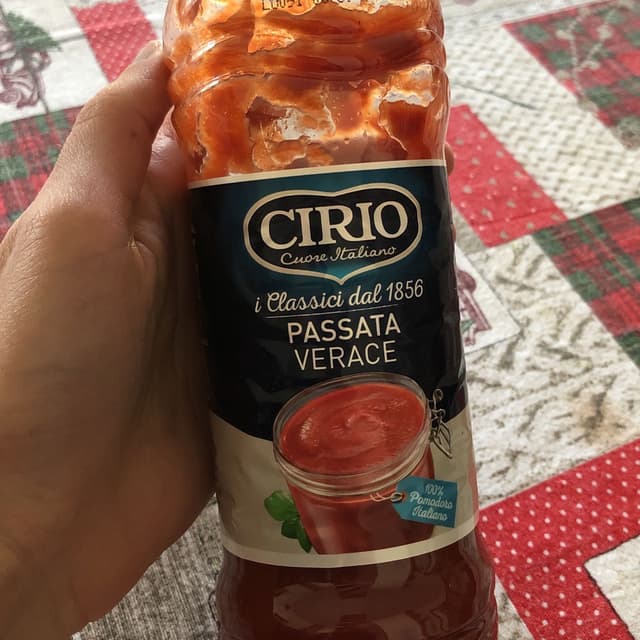 CIRIO
Cuore Italiano
i Classici dal 1856
PASSATA
VERACE
100%
Pomodoro
Italiano